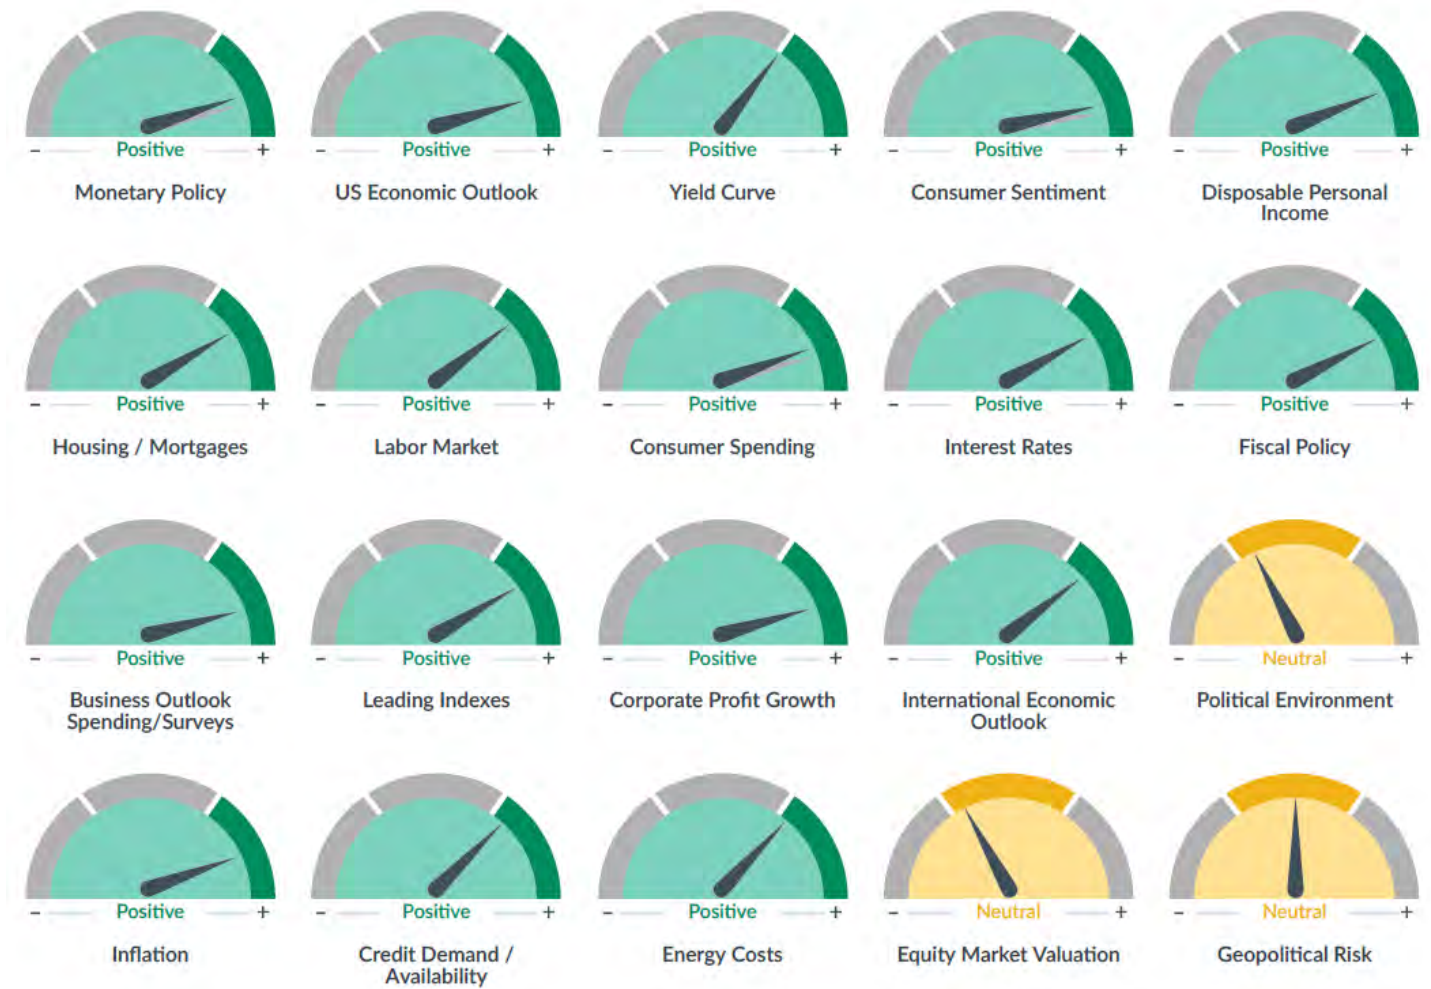 - Positive +
Monetary Policy
- Positive +
US Economic Outlook
- Positive +
Yield Curve
- Positive +
Consumer Sentiment
- Positive +
Disposable Personal
Income
- Positive +
Housing / Mortgages
- Positive +
Labor Market
- Positive +
Consumer Spending
- Positive +
Interest Rates
- Positive +
Fiscal Policy
- Positive +
Business Outlook
Spending/Surveys
- Positive +
Leading Indexes
- Positive +
Corporate Profit Growth
- Positive +
International Economic
Outlook
- Neutral +
Political Environment
- Positive +
Inflation
- Positive +
Credit Demand /
Availability
- Positive +
Energy Costs
- Neutral +
Equity Market Valuation
- Neutral +
Geopolitical Risk